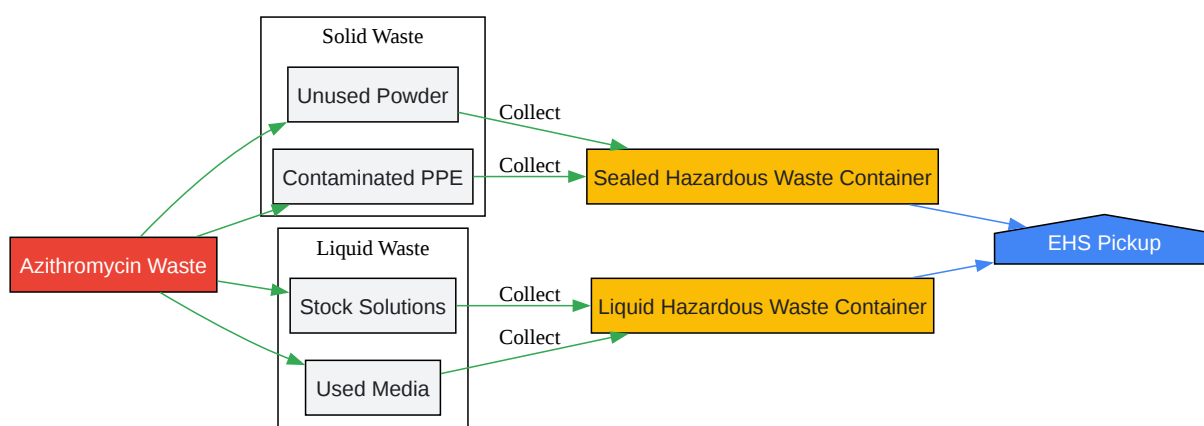 Solid Waste
Unused Powder
Collect
Contaminated PPE
Collect
Sealed Hazardous Waste Container
Azithromycin Waste
EHS Pickup
Liquid Waste
Stock Solutions
Collect
Liquid Hazardous Waste Container
Collect
Used Media